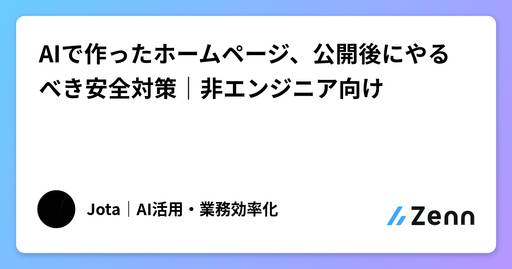 AIで作ったホームページ、公開後にやる
べき安全対策｜非エンジニア向け
Jota｜AI活用・業務効率化
Zenn